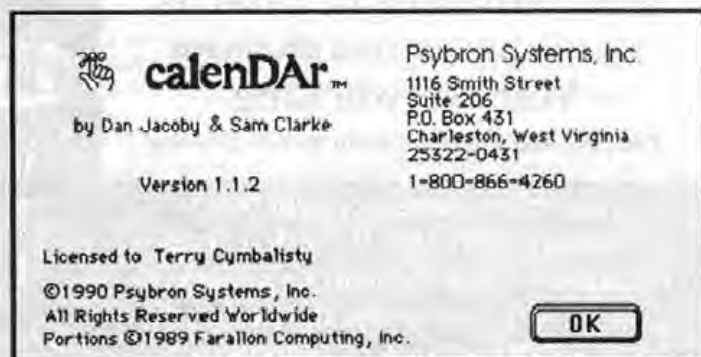 calenDAr™
by Dan Jacoby & Sam Clarke
Version 1.1.2
Psybron Systems, Inc.
1116 Smith Street
Suite 206
P.O. Box 431
Charleston, West Virginia
25322-0431
1-800-866-4260
Licensed to Terry Cymbalisty
©1990 Psybron Systems, Inc.
All Rights Reserved Worldwide
Portions ©1989 Farallon Computing, Inc.
OK